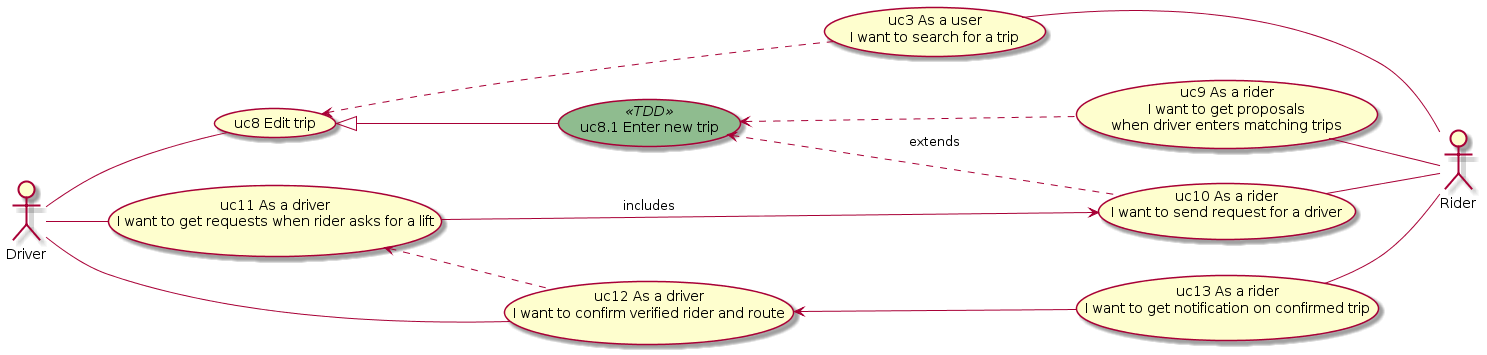 uc3 As a user
I want to search for a trip
uc8 Edit trip
«TDD»
uc8.1 Enter new trip
uc9 As a rider
I want to get proposals
when driver enters matching trips
extends
uc11 As a driver
I want to get requests when rider asks for a lift
includes
uc10 As a rider
I want to send request for a driver
Driver
Rider
uc12 As a driver
I want to confirm verified rider and route
uc13 As a rider
I want to get notification on confirmed trip